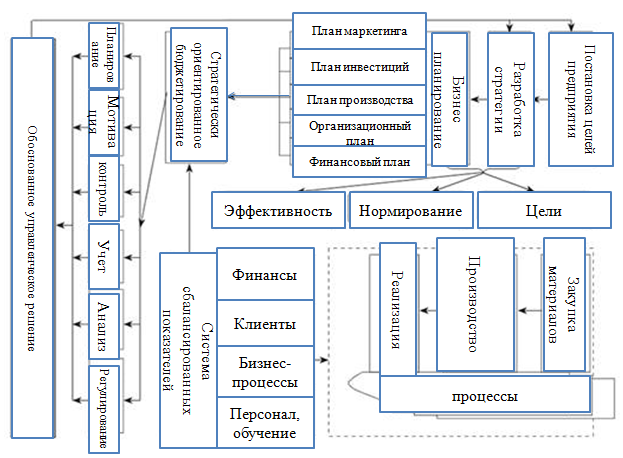 Обоснованное управленческое решение
Планиров
ание
Мотива
ция
контроль
Учет
Анализ
Регулирование
Стратегически
ориентированное
бюджетирование
План маркетинга
План инвестиций
План производства
Организационный
план
Финансовый план
Бизнес
планирование
Разработка
стратегии
Постановка целей
предприятия
Эффективность
Нормирование
Цели
Система
сбалансированных
показателей
Финансы
Клиенты
Бизнес-
процессы
Персонал,
обучение
Реализация
Производство
Закупка
материалов
процессы